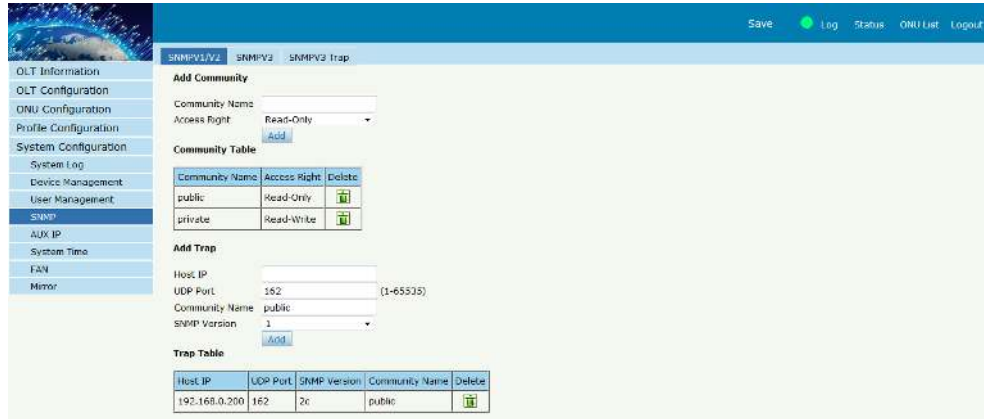 Save Log Status ONU List Logout
SNMPV1/V2 SNMPV3 SNMPV3 Trap
OLT Information
OLT Configuration
ONU Configuration
Profile Configuration
System Configuration
System Log
Device Management
User Management
SNMP
AUX IP
System Time
FAN
Mirror
Add Community
Community Name
Access Right Read-Only
Add
Community Table
Community Name Access Right Delete
public Read-Only
private Read-Write
Add Trap
Host IP
UDP Port 162 (1-65535)
Community Name public
SNMP Version 1
Add
Trap Table
Host IP UDP Port SNMP Version Community Name Delete
192.168.0.200 162 2c public